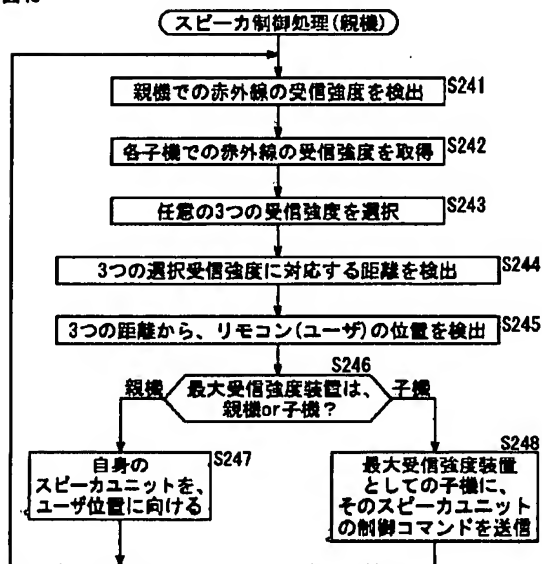 スピーカ制御処理(親機)
親機での赤外線の受信強度を検出
S241
各子機での赤外線の受信強度を取得
S242
任意の3つの受信強度を選択
S243
3つの選択受信強度に対応する距離を検出
S244
3つの距離から、リモコン(ユーザ)の位置を検出
S245
S246
親機
最大受信強度装置は、
親機or子機?
子機
自身の
スピーカユニットを、
ユーザ位置に向ける
S247
S248
最大受信強度装置
としての子機に、
そのスピーカユニット
の制御コマンドを送信